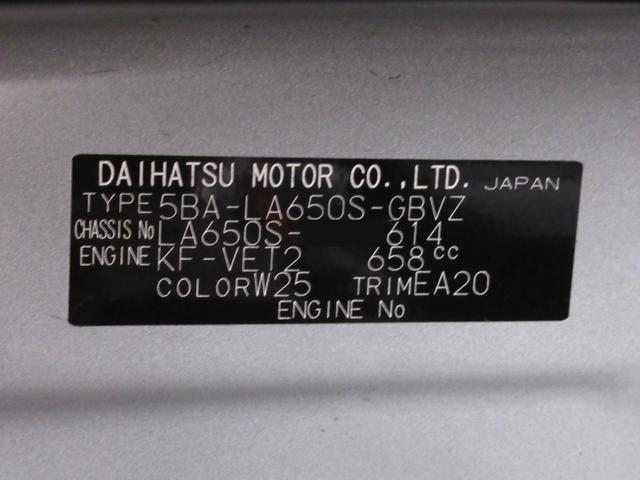 DAIHATSU MOTOR CO.,LTD. JAPAN
TYPE 5BA-LA650S-GBVZ
CHASSIS No LA650S- 614
ENGINE KF-VET2 658cc
COLOR W25 TRIM EA20
ENGINE No